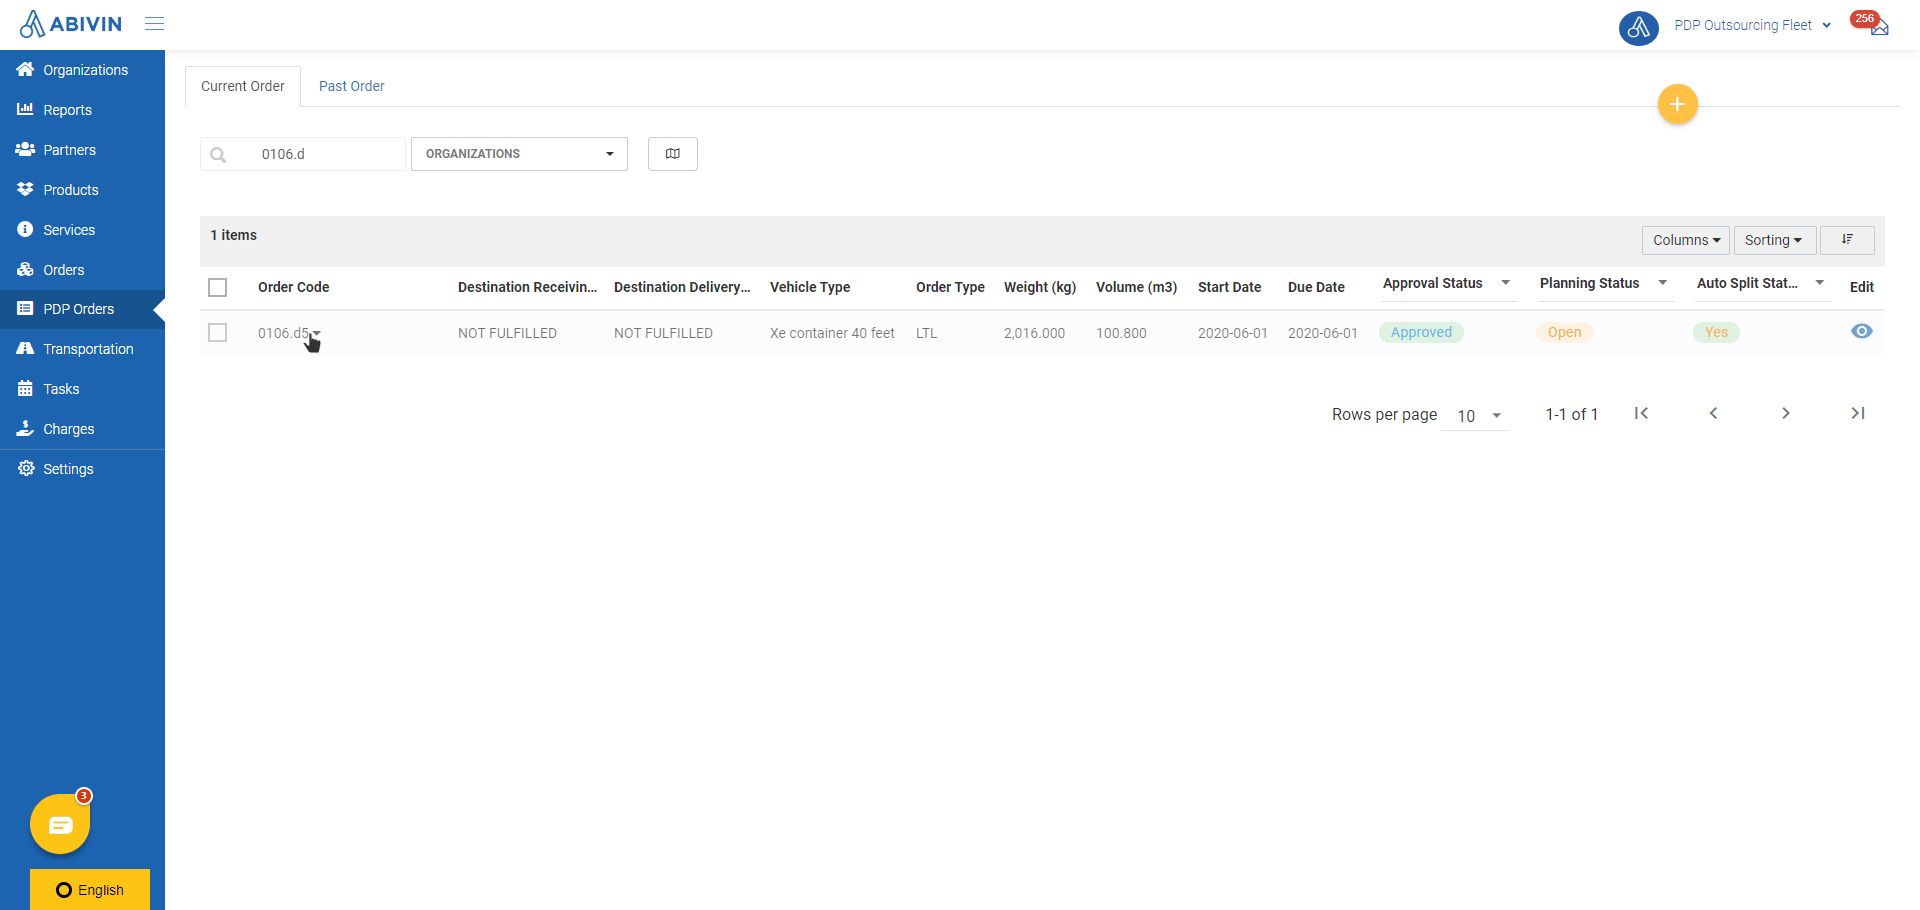 ABIVIN
PDP Outsourcing Fleet
256
Organizations
Reports
Partners
Products
Services
Orders
PDP Orders
Transportation
Tasks
Charges
Settings
3
English
Current Order
Past Order
+
0106.d
ORGANIZATIONS
1 items
Columns
Sorting
Order Code
Destination Receivin...
Destination Delivery...
Vehicle Type
Order Type
Weight (kg)
Volume (m3)
Start Date
Due Date
Approval Status
Planning Status
Auto Split Stat...
Edit
0106.d5
NOT FULFILLED
NOT FULFILLED
Xe container 40 feet
LTL
2,016.000
100.800
2020-06-01
2020-06-01
Approved
Open
Yes
Rows per page
10
1-1 of 1